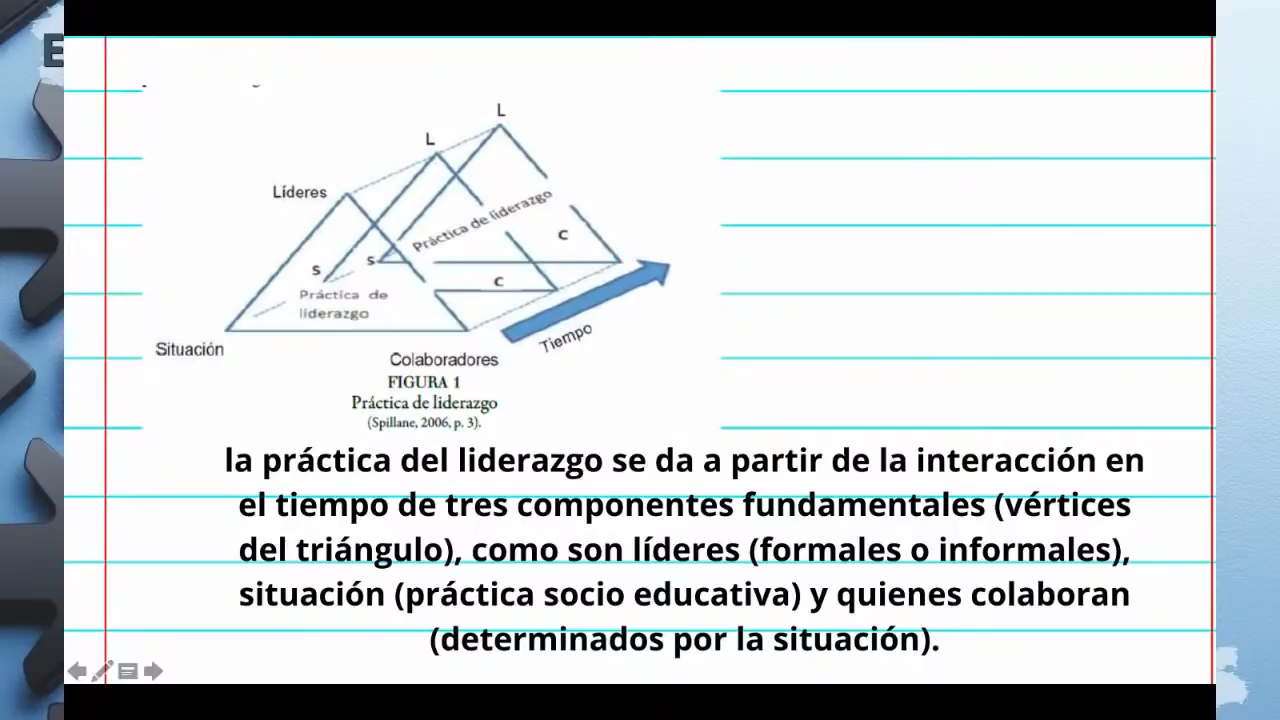 E
L
L
Líderes
Práctica de liderazgo
C
S
S
C
Práctica de
liderazgo
Tiempo
Situación
Colaboradores
FIGURA 1
Práctica de liderazgo
(Spillane, 2006, p. 3).
la práctica del liderazgo se da a partir de la interacción en
el tiempo de tres componentes fundamentales (vértices
del triángulo), como son líderes (formales o informales),
situación (práctica socio educativa) y quienes colaboran
(determinados por la situación).